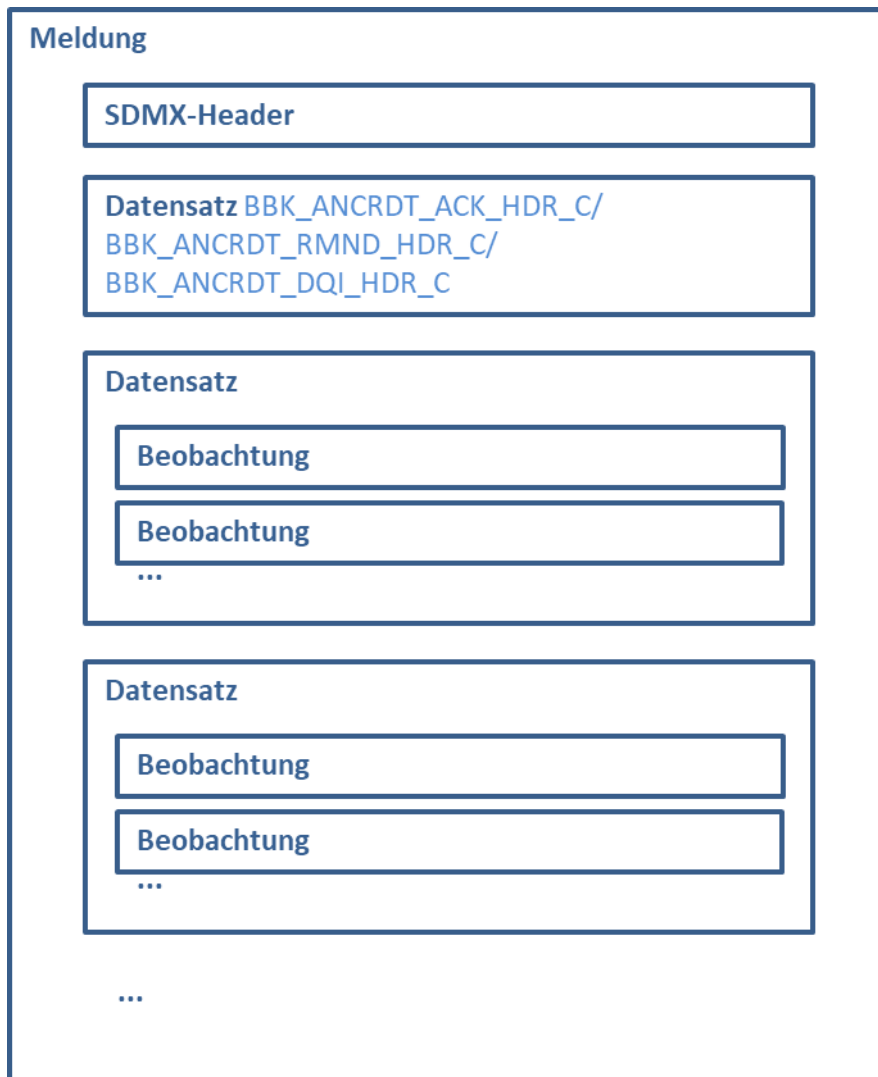 Meldung
SDMX-Header
Datensatz BBK_ANCRDT_ACK_HDR_C/
BBK_ANCRDT_RMND_HDR_C/
BBK_ANCRDT_DQI_HDR_C
Datensatz
Beobachtung
Beobachtung
...
Datensatz
Beobachtung
Beobachtung
...
...